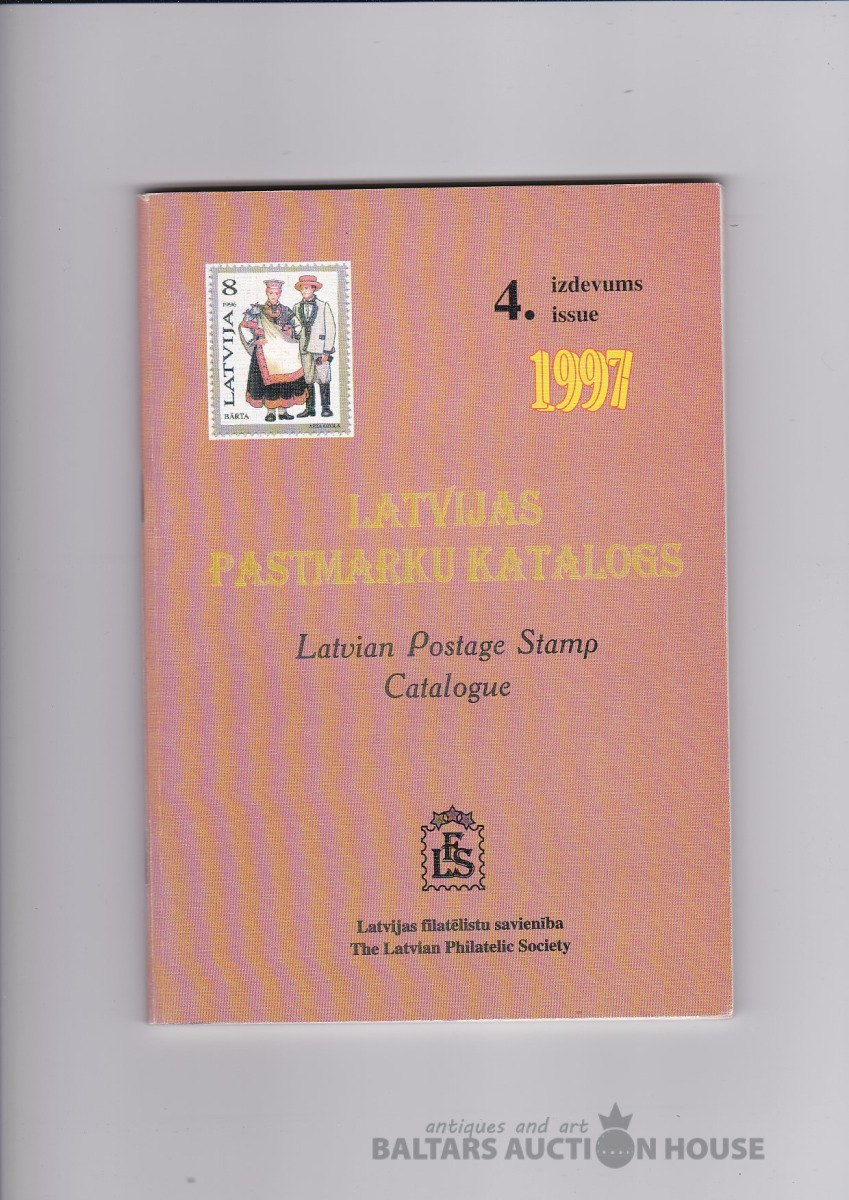 8
1996
LATVIJA
BĀRTA
4. izdevums
issue
1997
LATVIJAS
PASTMARKU KATALOGS
Latvian Postage Stamp
Catalogue
LFS
Latvijas filatēlistu savienība
The Latvian Philatelic Society
antiques and art
BALTARS AUCTION HOUSE